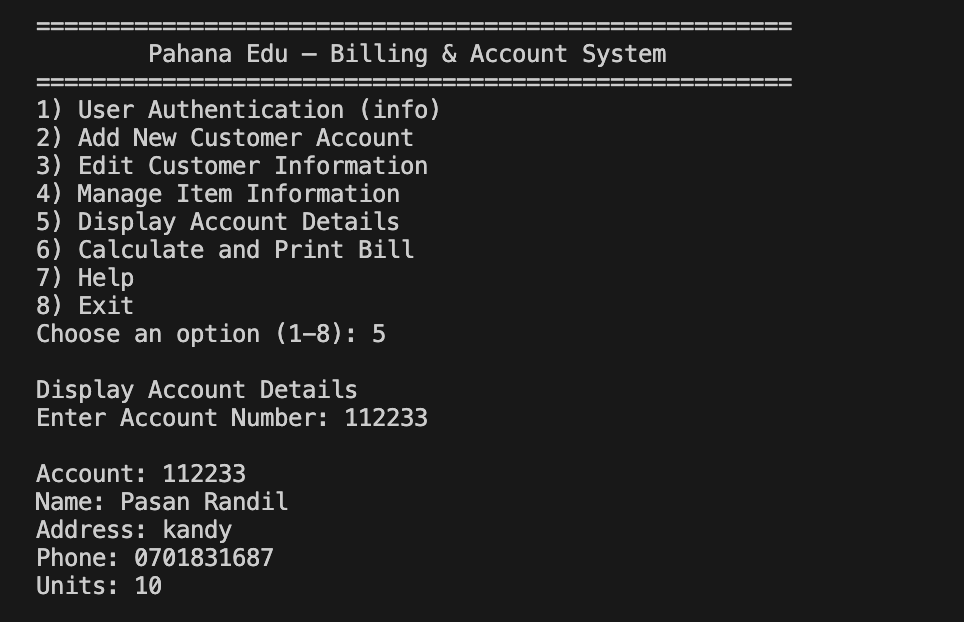 ======================================================
Pahana Edu – Billing & Account System
======================================================
1) User Authentication (info)
2) Add New Customer Account
3) Edit Customer Information
4) Manage Item Information
5) Display Account Details
6) Calculate and Print Bill
7) Help
8) Exit
Choose an option (1–8): 5
Display Account Details
Enter Account Number: 112233
Account: 112233
Name: Pasan Randil
Address: kandy
Phone: 0701831687
Units: 10